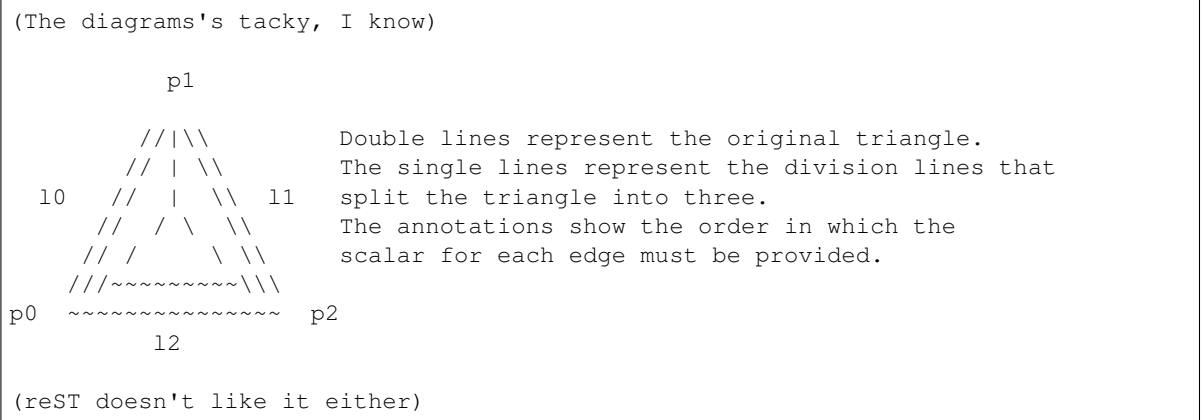 (The diagrams's tacky, I know)
p1
//|\\ Double lines represent the original triangle.
// | \\ The single lines represent the division lines that
l0 // | \\ l1 split the triangle into three.
// / \ \\ The annotations show the order in which the
// / \ \\ scalar for each edge must be provided.
///~~~~~~~~~\\\
p0 ~~~~~~~~~~~~~~~ p2
l2
(reST doesn't like it either)